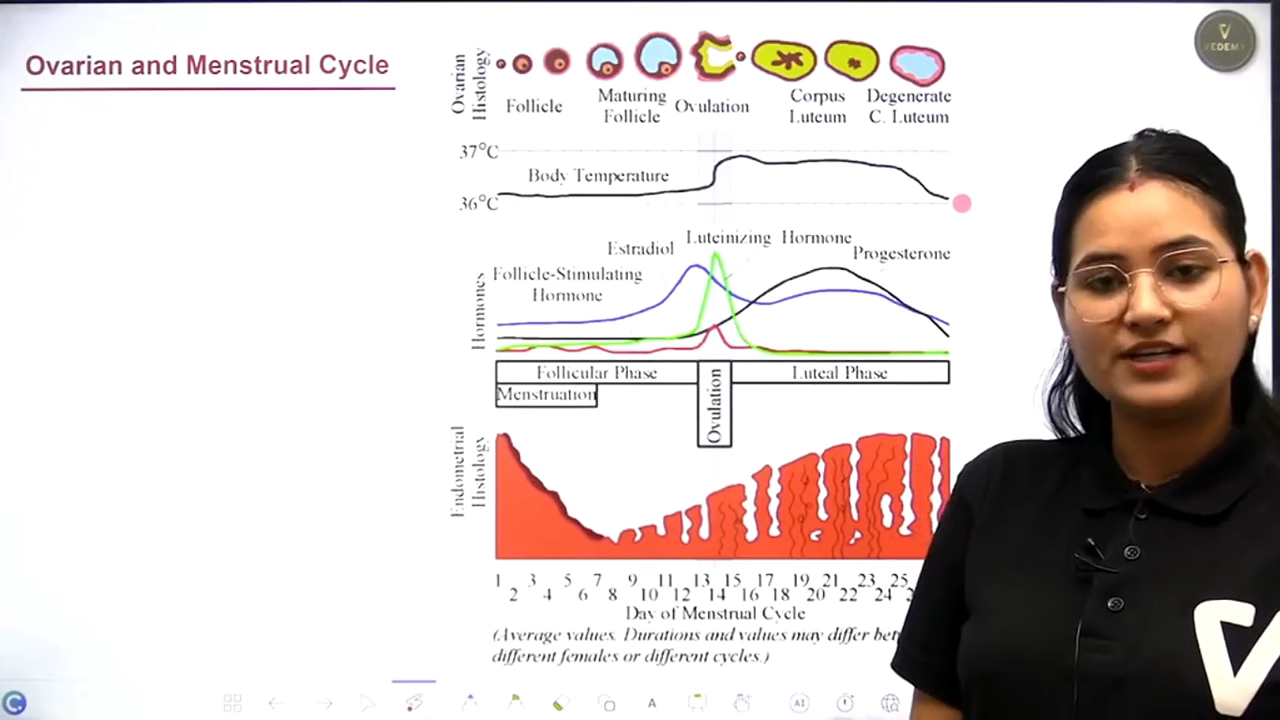 Ovarian and Menstrual Cycle
VEDEMY
Ovarian
Histology
Follicle
Maturing
Follicle
Ovulation
Corpus
Luteum
Degenerate
C. Luteum
37°C
Body Temperature
36°C
Hormones
Luteinizing Hormone
Estradiol
Progesterone
Follicle-Stimulating
Hormone
Follicular Phase
Luteal Phase
Menstruation
Ovulation
Endometrial
Histology
1 3 5 7 9 11 13 15 17 19 21 23 25
2 4 6 8 10 12 14 16 18 20 22 24
Day of Menstrual Cycle
(Average values. Durations and values may differ
different females or different cycles.)
A
AI